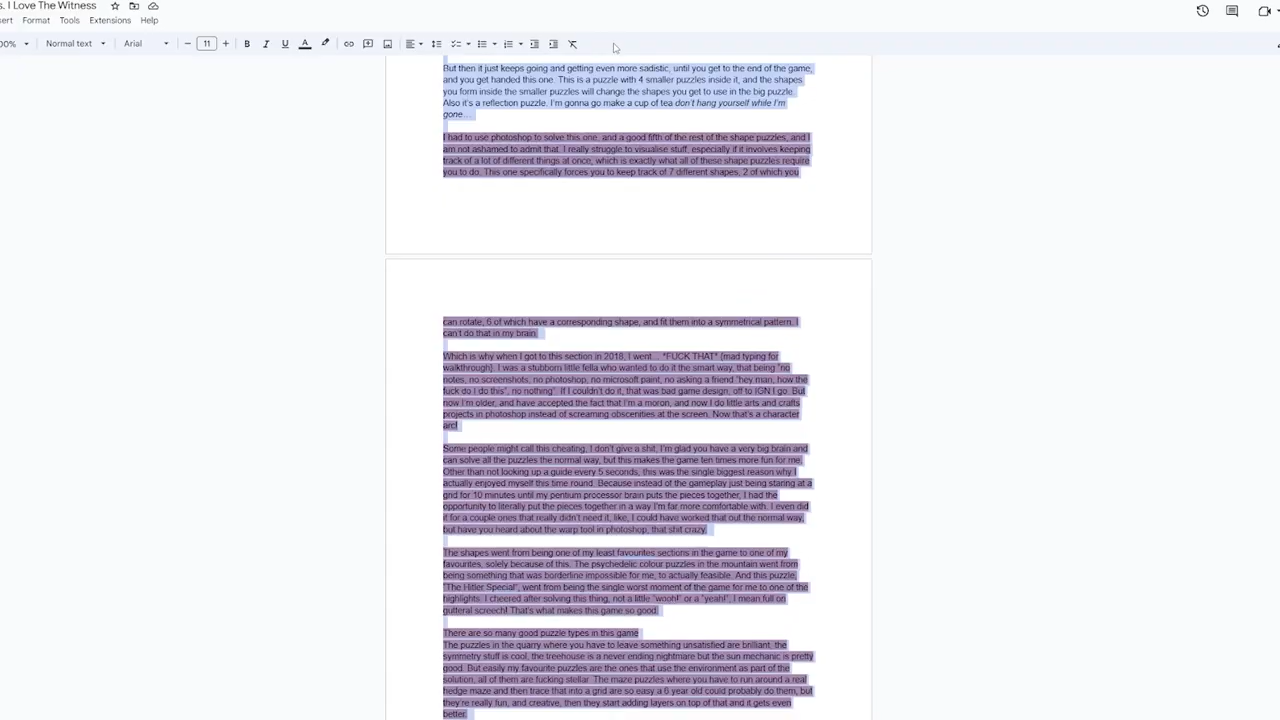 s. I Love The Witness
sert Format Tools Extensions Help
00% Normal text Arial − 11 + B I U A
But then it just keeps going and getting even more sadistic, until you get to the end of the game,
and you get handed this one. This is a puzzle with 4 smaller puzzles inside it, and the shapes
you form inside the smaller puzzles will change the shapes you get to use in the big puzzle.
Also it's a reflection puzzle. I'm gonna go make a cup of tea don't hang yourself while I'm
gone…
I had to use photoshop to solve this one, and a good fifth of the rest of the shape puzzles, and I
am not ashamed to admit that. I really struggle to visualise stuff, especially if it involves keeping
track of a lot of different things at once, which is exactly what all of these shape puzzles require
you to do. This one specifically forces you to keep track of 7 different shapes, 2 of which you
can rotate, 6 of which have a corresponding shape, and fit them into a symmetrical pattern. I
can't do that in my brain.
Which is why when I got to this section in 2018, I went… *FUCK THAT* (mad typing for
walkthrough). I was a stubborn little fella who wanted to do it the smart way, that being "no
notes, no screenshots, no photoshop, no microsoft paint, no asking a friend "hey man, how the
fuck do I do this", no nothing". If I couldn't do it, that was bad game design, off to IGN I go. But
now I'm older, and have accepted the fact that I'm a moron, and now I do little arts and crafts
projects in photoshop instead of screaming obscenities at the screen. Now that's a character
arc!
Some people might call this cheating, I don't give a shit, I'm glad you have a very big brain and
can solve all the puzzles the normal way, but this makes the game ten times more fun for me.
Other than not looking up a guide every 5 seconds, this was the single biggest reason why I
actually enjoyed myself this time round. Because instead of the gameplay just being staring at a
grid for 10 minutes until my pentium processor brain puts the pieces together, I had the
opportunity to literally put the pieces together in a way I'm far more comfortable with. I even did
it for a couple ones that really didn't need it, like, I could have worked that out the normal way,
but have you heard about the warp tool in photoshop, that shit crazy.
The shapes went from being one of my least favourites sections in the game to one of my
favourites, solely because of this. The psychedelic colour puzzles in the mountain went from
being something that was borderline impossible for me, to actually feasible. And this puzzle,
"The Hitler Special", went from being the single worst moment of the game for me to one of the
highlights. I cheered after solving this thing, not a little "wooh!" or a "yeah!", I mean full on
gutteral screech! That's what makes this game so good.
There are so many good puzzle types in this game
The puzzles in the quarry where you have to leave something unsatisfied are brilliant, the
symmetry stuff is cool, the treehouse is a never ending nightmare but the sun mechanic is pretty
good. But easily my favourite puzzles are the ones that use the environment as part of the
solution, all of them are fucking stellar. The maze puzzles where you have to run around a real
hedge maze and then trace that into a grid are so easy a 6 year old could probably do them, but
they're really fun, and creative, then they start adding layers on top of that and it gets even
better.